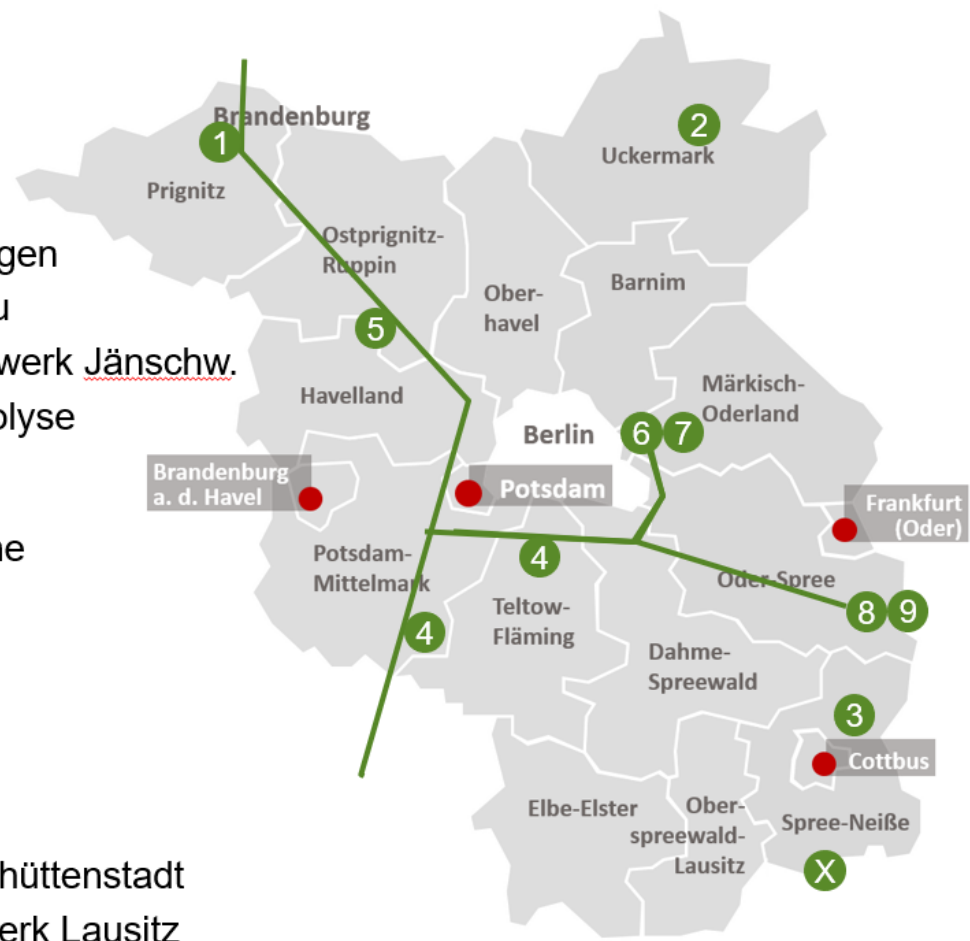 Brandenburg
1
2
Uckermark
Prignitz
gen
Ostprignitz-
Ruppin
Barnim
u
Ober-
havel
5
werk Jänschw.
Havelland
Märkisch-
Oderland
olyse
Berlin
6 7
Brandenburg
a. d. Havel
Potsdam
Frankfurt
(Oder)
ne
Potsdam-
Mittelmark
4
Oder-Spree
Teltow-
Fläming
8 9
4
Dahme-
Spreewald
3
Cottbus
Elbe-Elster
Ober-
spreewald-
Lausitz
Spree-Neiße
X
hüttenstadt
erk Lausitz